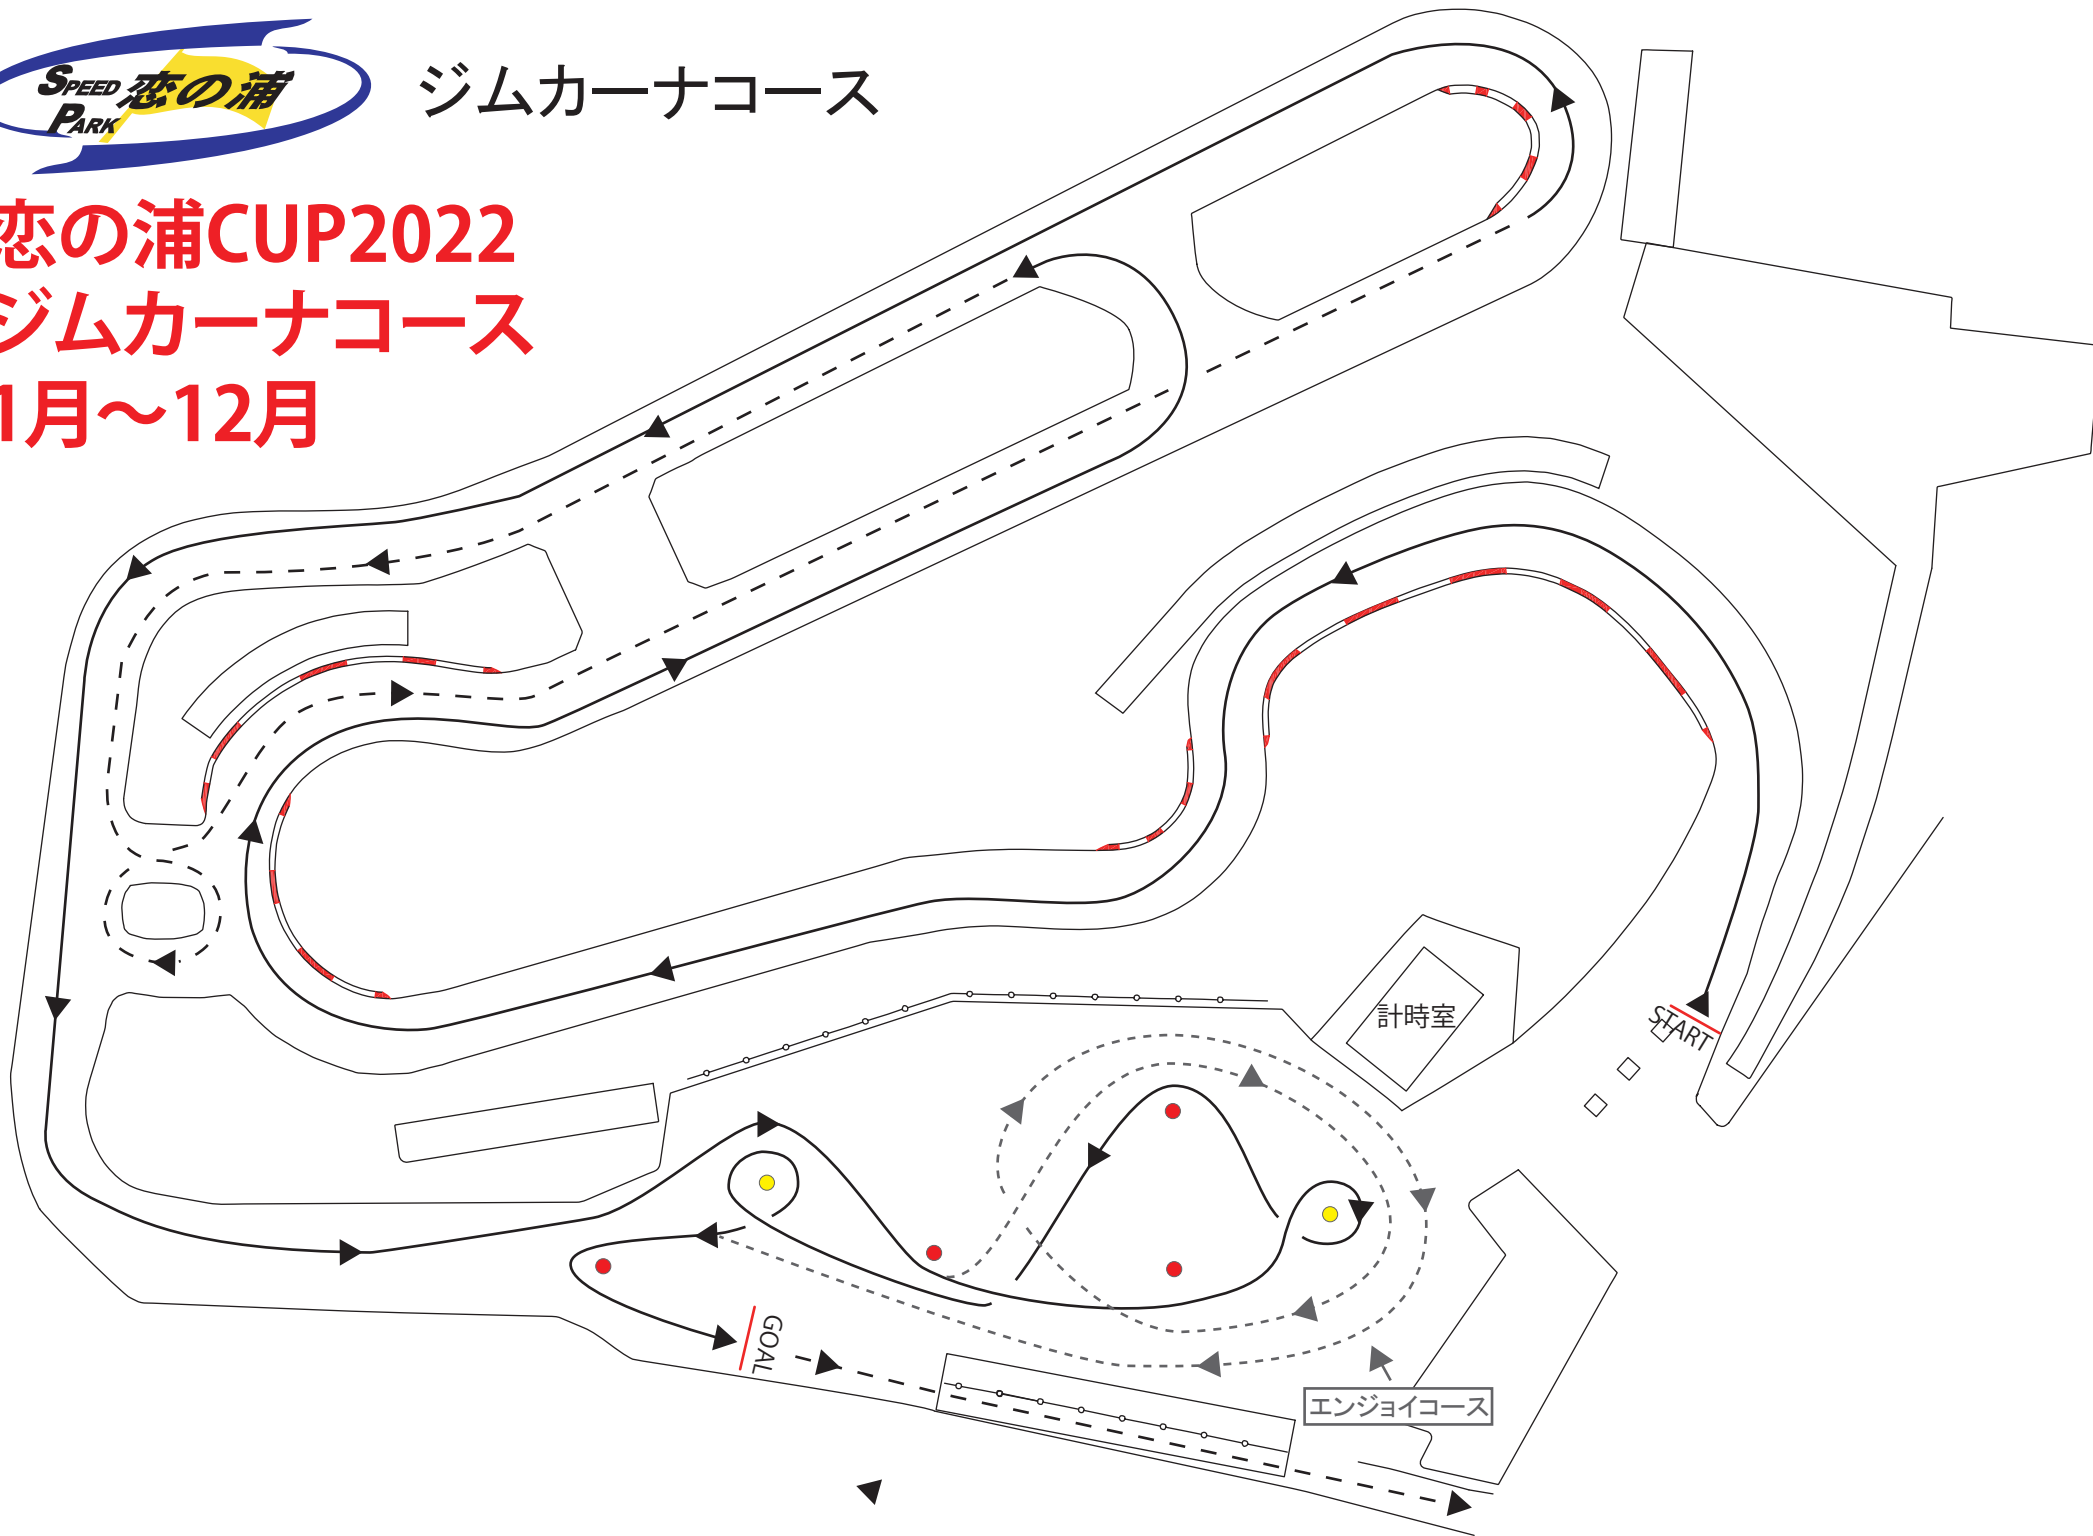 SPEED PARK 恋の浦
ジムカーナコース
恋の浦CUP2022
ジムカーナコース
1月～12月
計時室
START
GOAL
エンジョイコース